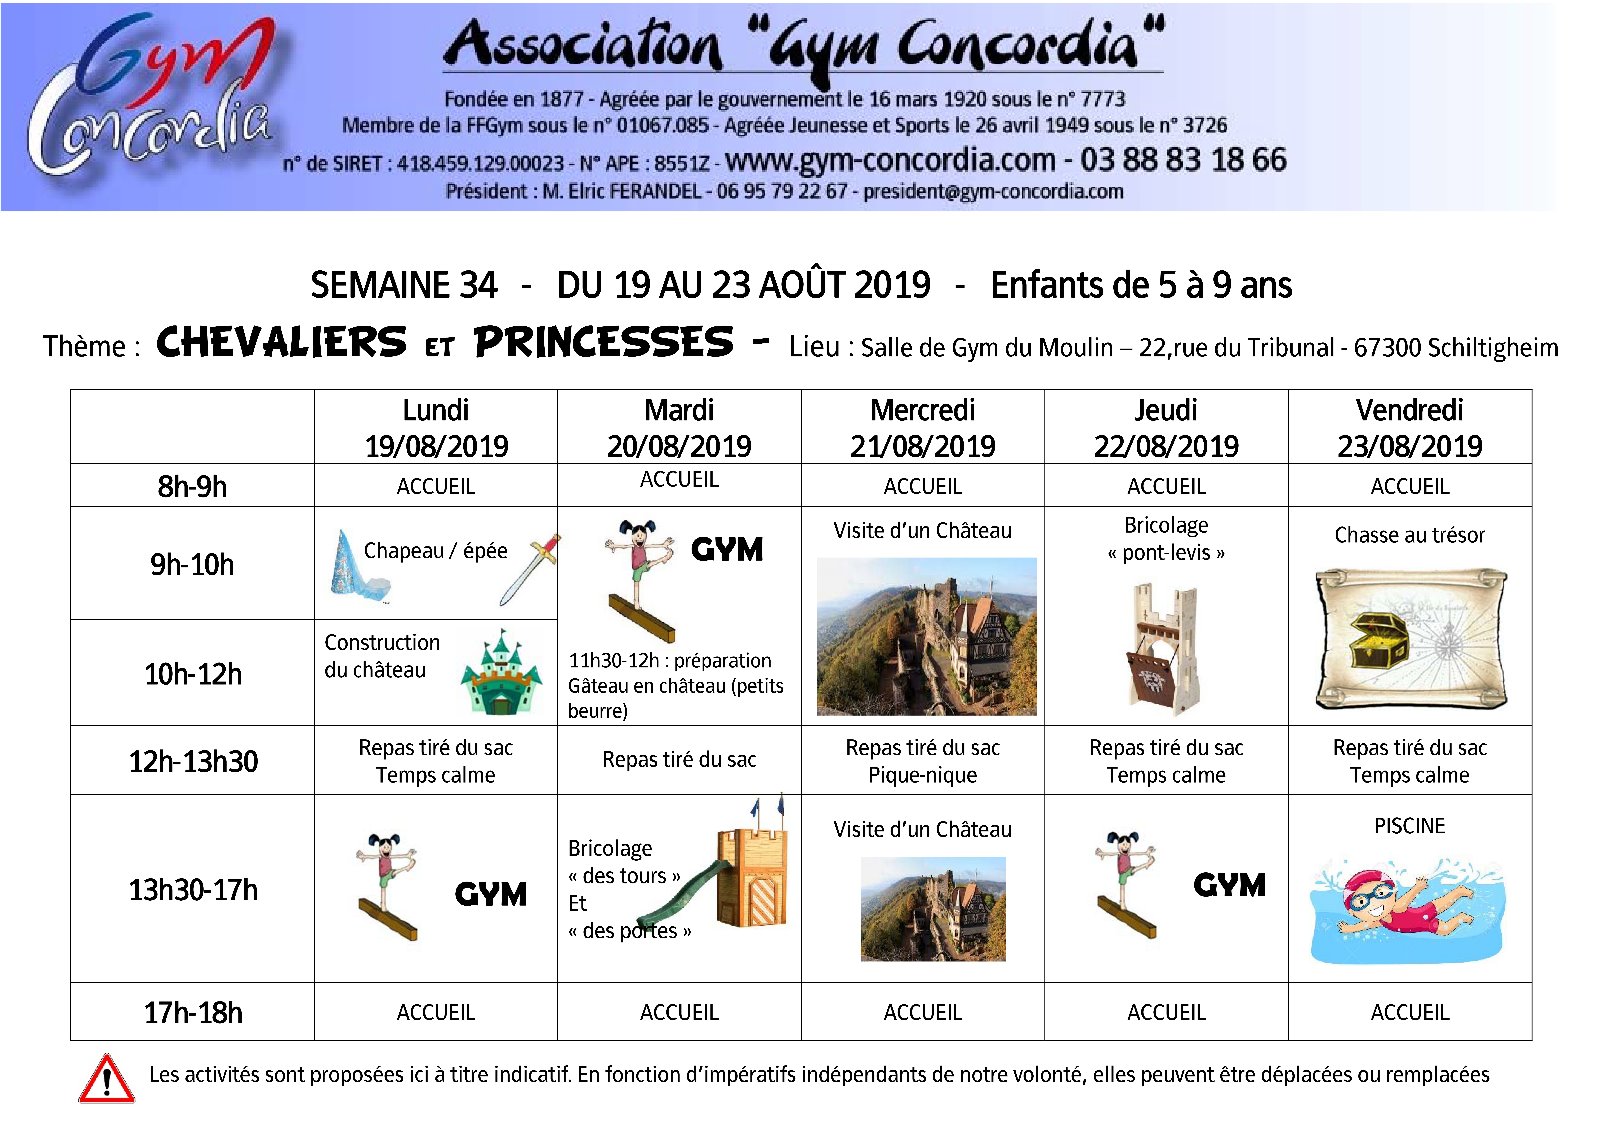 Gym Concordia
Association "Gym Concordia"
Fondée en 1877 - Agréée par le gouvernement le 16 mars 1920 sous le n° 7773
Membre de la FFGym sous le n° 01067.085 - Agréée Jeunesse et Sports le 26 avril 1949 sous le n° 3726
n° de SIRET : 418.459.129.00023 - N° APE : 8551Z - www.gym-concordia.com - 03 88 83 18 66
Président : M. Elric FERANDEL - 06 95 79 22 67 - president@gym-concordia.com
SEMAINE 34 - DU 19 AU 23 AOÛT 2019 - Enfants de 5 à 9 ans
Thème : CHEVALIERS ET PRINCESSES - Lieu : Salle de Gym du Moulin – 22,rue du Tribunal - 67300 Schiltigheim
Lundi
19/08/2019
Mardi
20/08/2019
Mercredi
21/08/2019
Jeudi
22/08/2019
Vendredi
23/08/2019
8h-9h
ACCUEIL
ACCUEIL
ACCUEIL
ACCUEIL
ACCUEIL
9h-10h
Chapeau / épée
GYM
Visite d'un Château
Bricolage
« pont-levis »
Chasse au trésor
10h-12h
Construction
du château
11h30-12h : préparation
Gâteau en château (petits
beurre)
12h-13h30
Repas tiré du sac
Temps calme
Repas tiré du sac
Repas tiré du sac
Pique-nique
Repas tiré du sac
Temps calme
Repas tiré du sac
Temps calme
13h30-17h
GYM
Bricolage
« des tours »
Et
« des portes »
Visite d'un Château
GYM
PISCINE
17h-18h
ACCUEIL
ACCUEIL
ACCUEIL
ACCUEIL
ACCUEIL
Les activités sont proposées ici à titre indicatif. En fonction d'impératifs indépendants de notre volonté, elles peuvent être déplacées ou remplacées